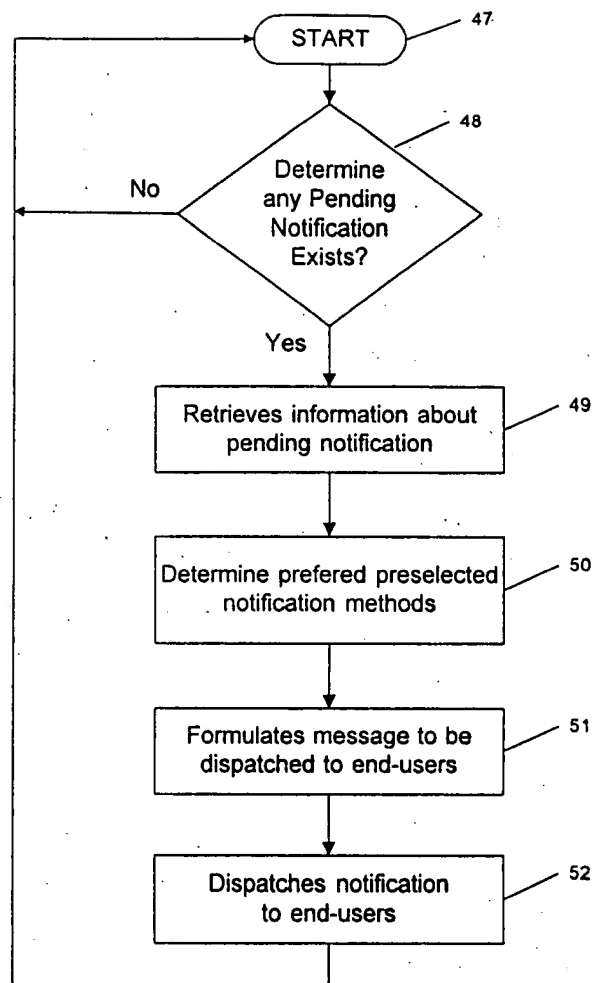 START
47
48
Determine
any Pending
Notification
Exists?
No
Yes
Retrieves information about
pending notification
49
Determine prefered preselected
notification methods
50
Formulates message to be
dispatched to end-users
51
Dispatches notification
to end-users
52